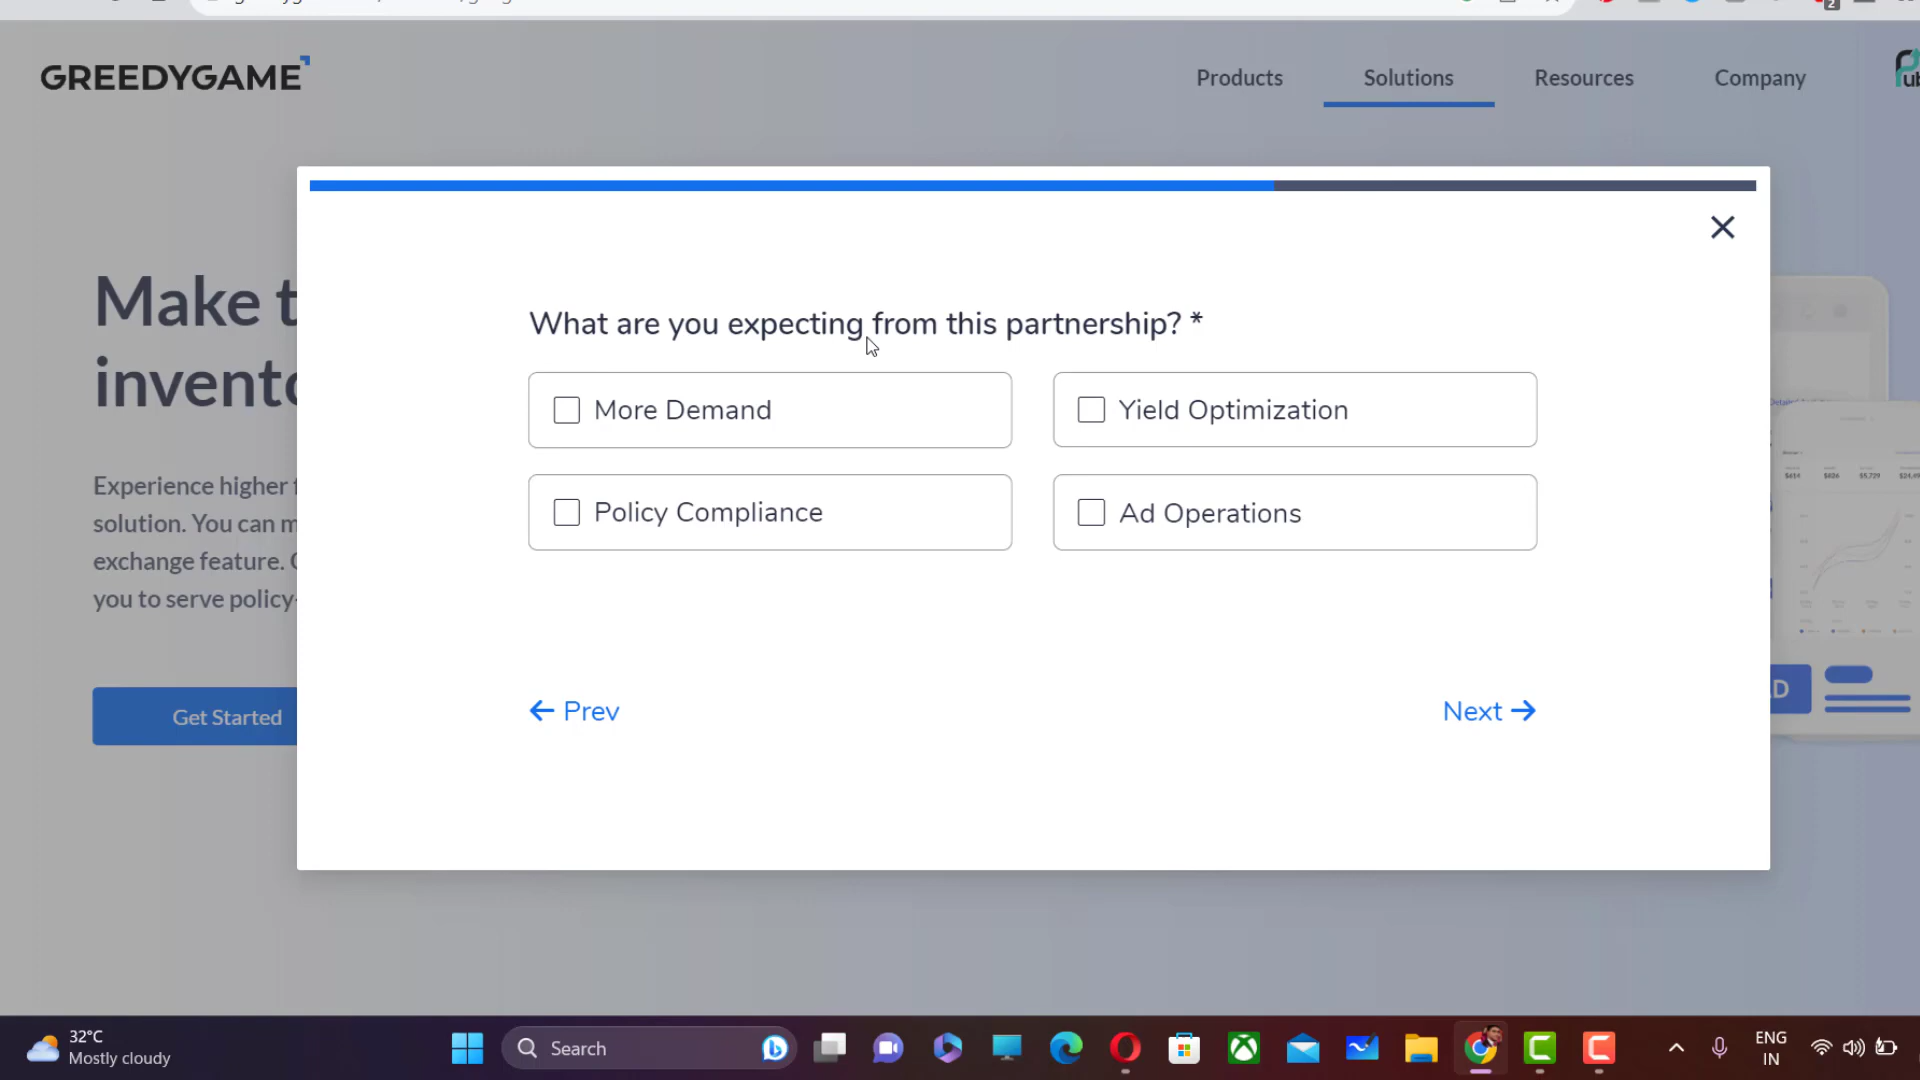 GREEDYGAME
Products
Solutions
Resources
Company
Make
invento
What are you expecting from this partnership? *
More Demand
Yield Optimization
Policy Compliance
Ad Operations
Experience higher
solution. You can m
exchange feature.
you to serve policy-
Get Started
← Prev
Next →
32°C
Mostly cloudy
Search
ENG
IN
2